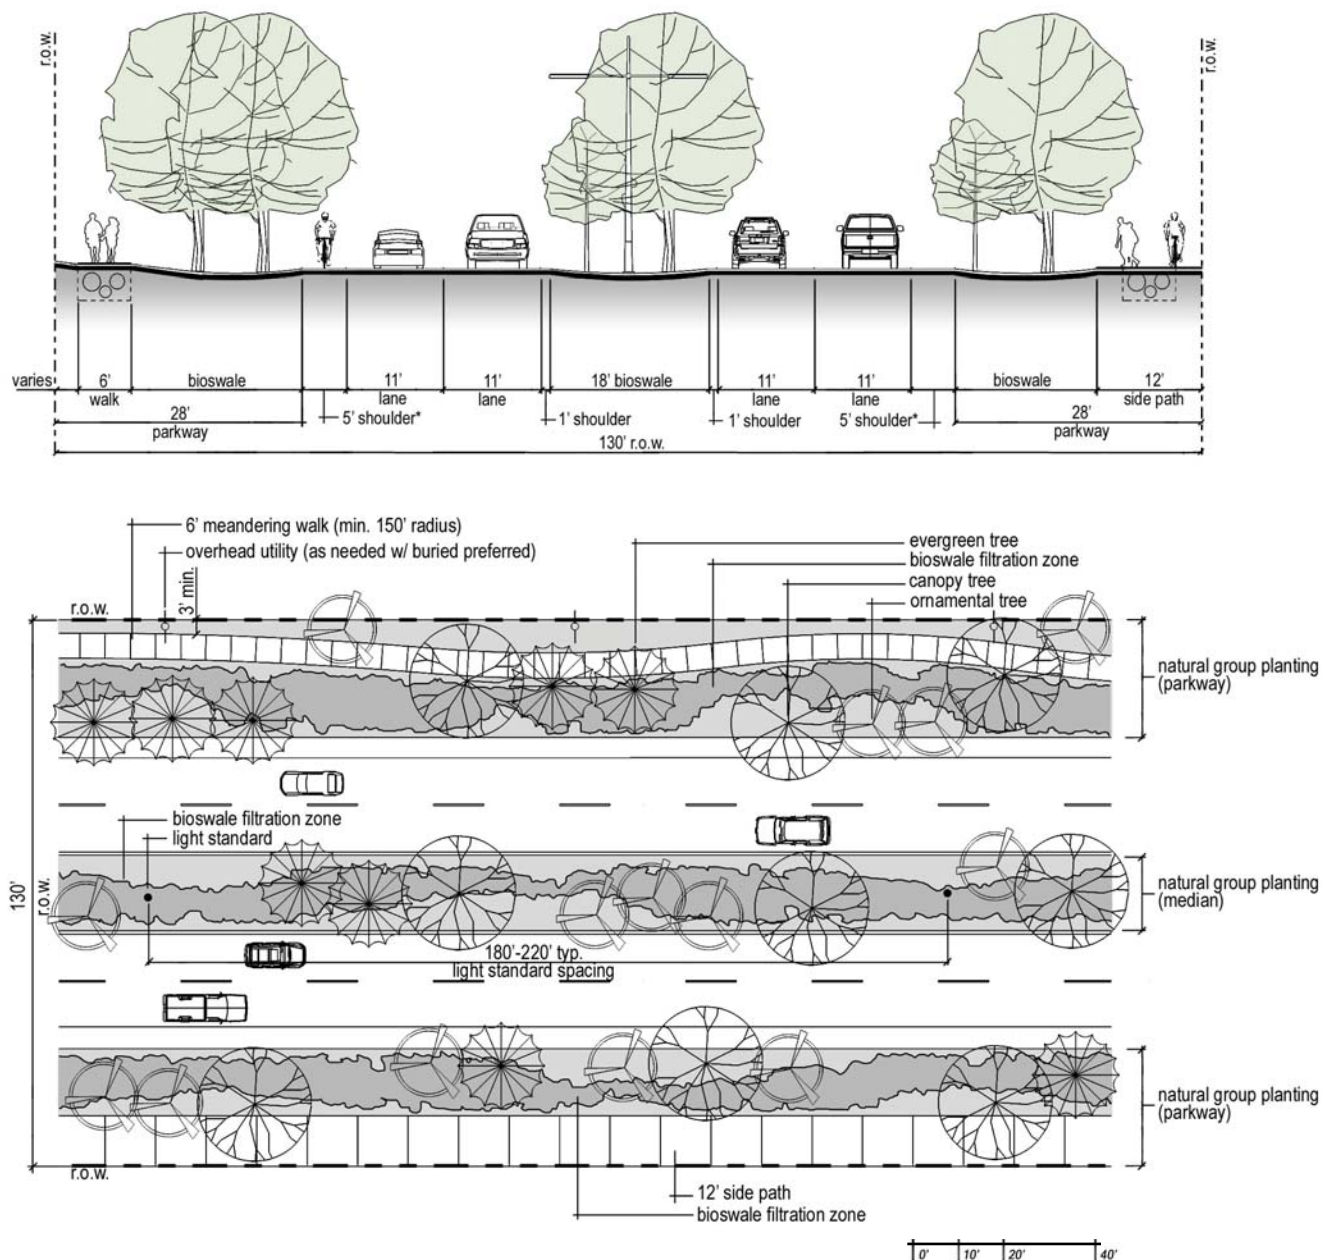 r.o.w.
r.o.w.
varies
6'
walk
bioswale
11'
lane
11'
lane
18' bioswale
11'
lane
11'
lane
bioswale
12'
side path
28'
parkway
5' shoulder*
1' shoulder
1' shoulder
5' shoulder*
28'
parkway
130' r.o.w.
6' meandering walk (min. 150' radius)
overhead utility (as needed w/ buried preferred)
3' min.
evergreen tree
bioswale filtration zone
canopy tree
ornamental tree
r.o.w.
natural group planting
(parkway)
bioswale filtration zone
light standard
130'
r.o.w.
natural group planting
(median)
180'-220' typ.
light standard spacing
natural group planting
(parkway)
r.o.w.
12' side path
bioswale filtration zone
0' 10' 20' 40'